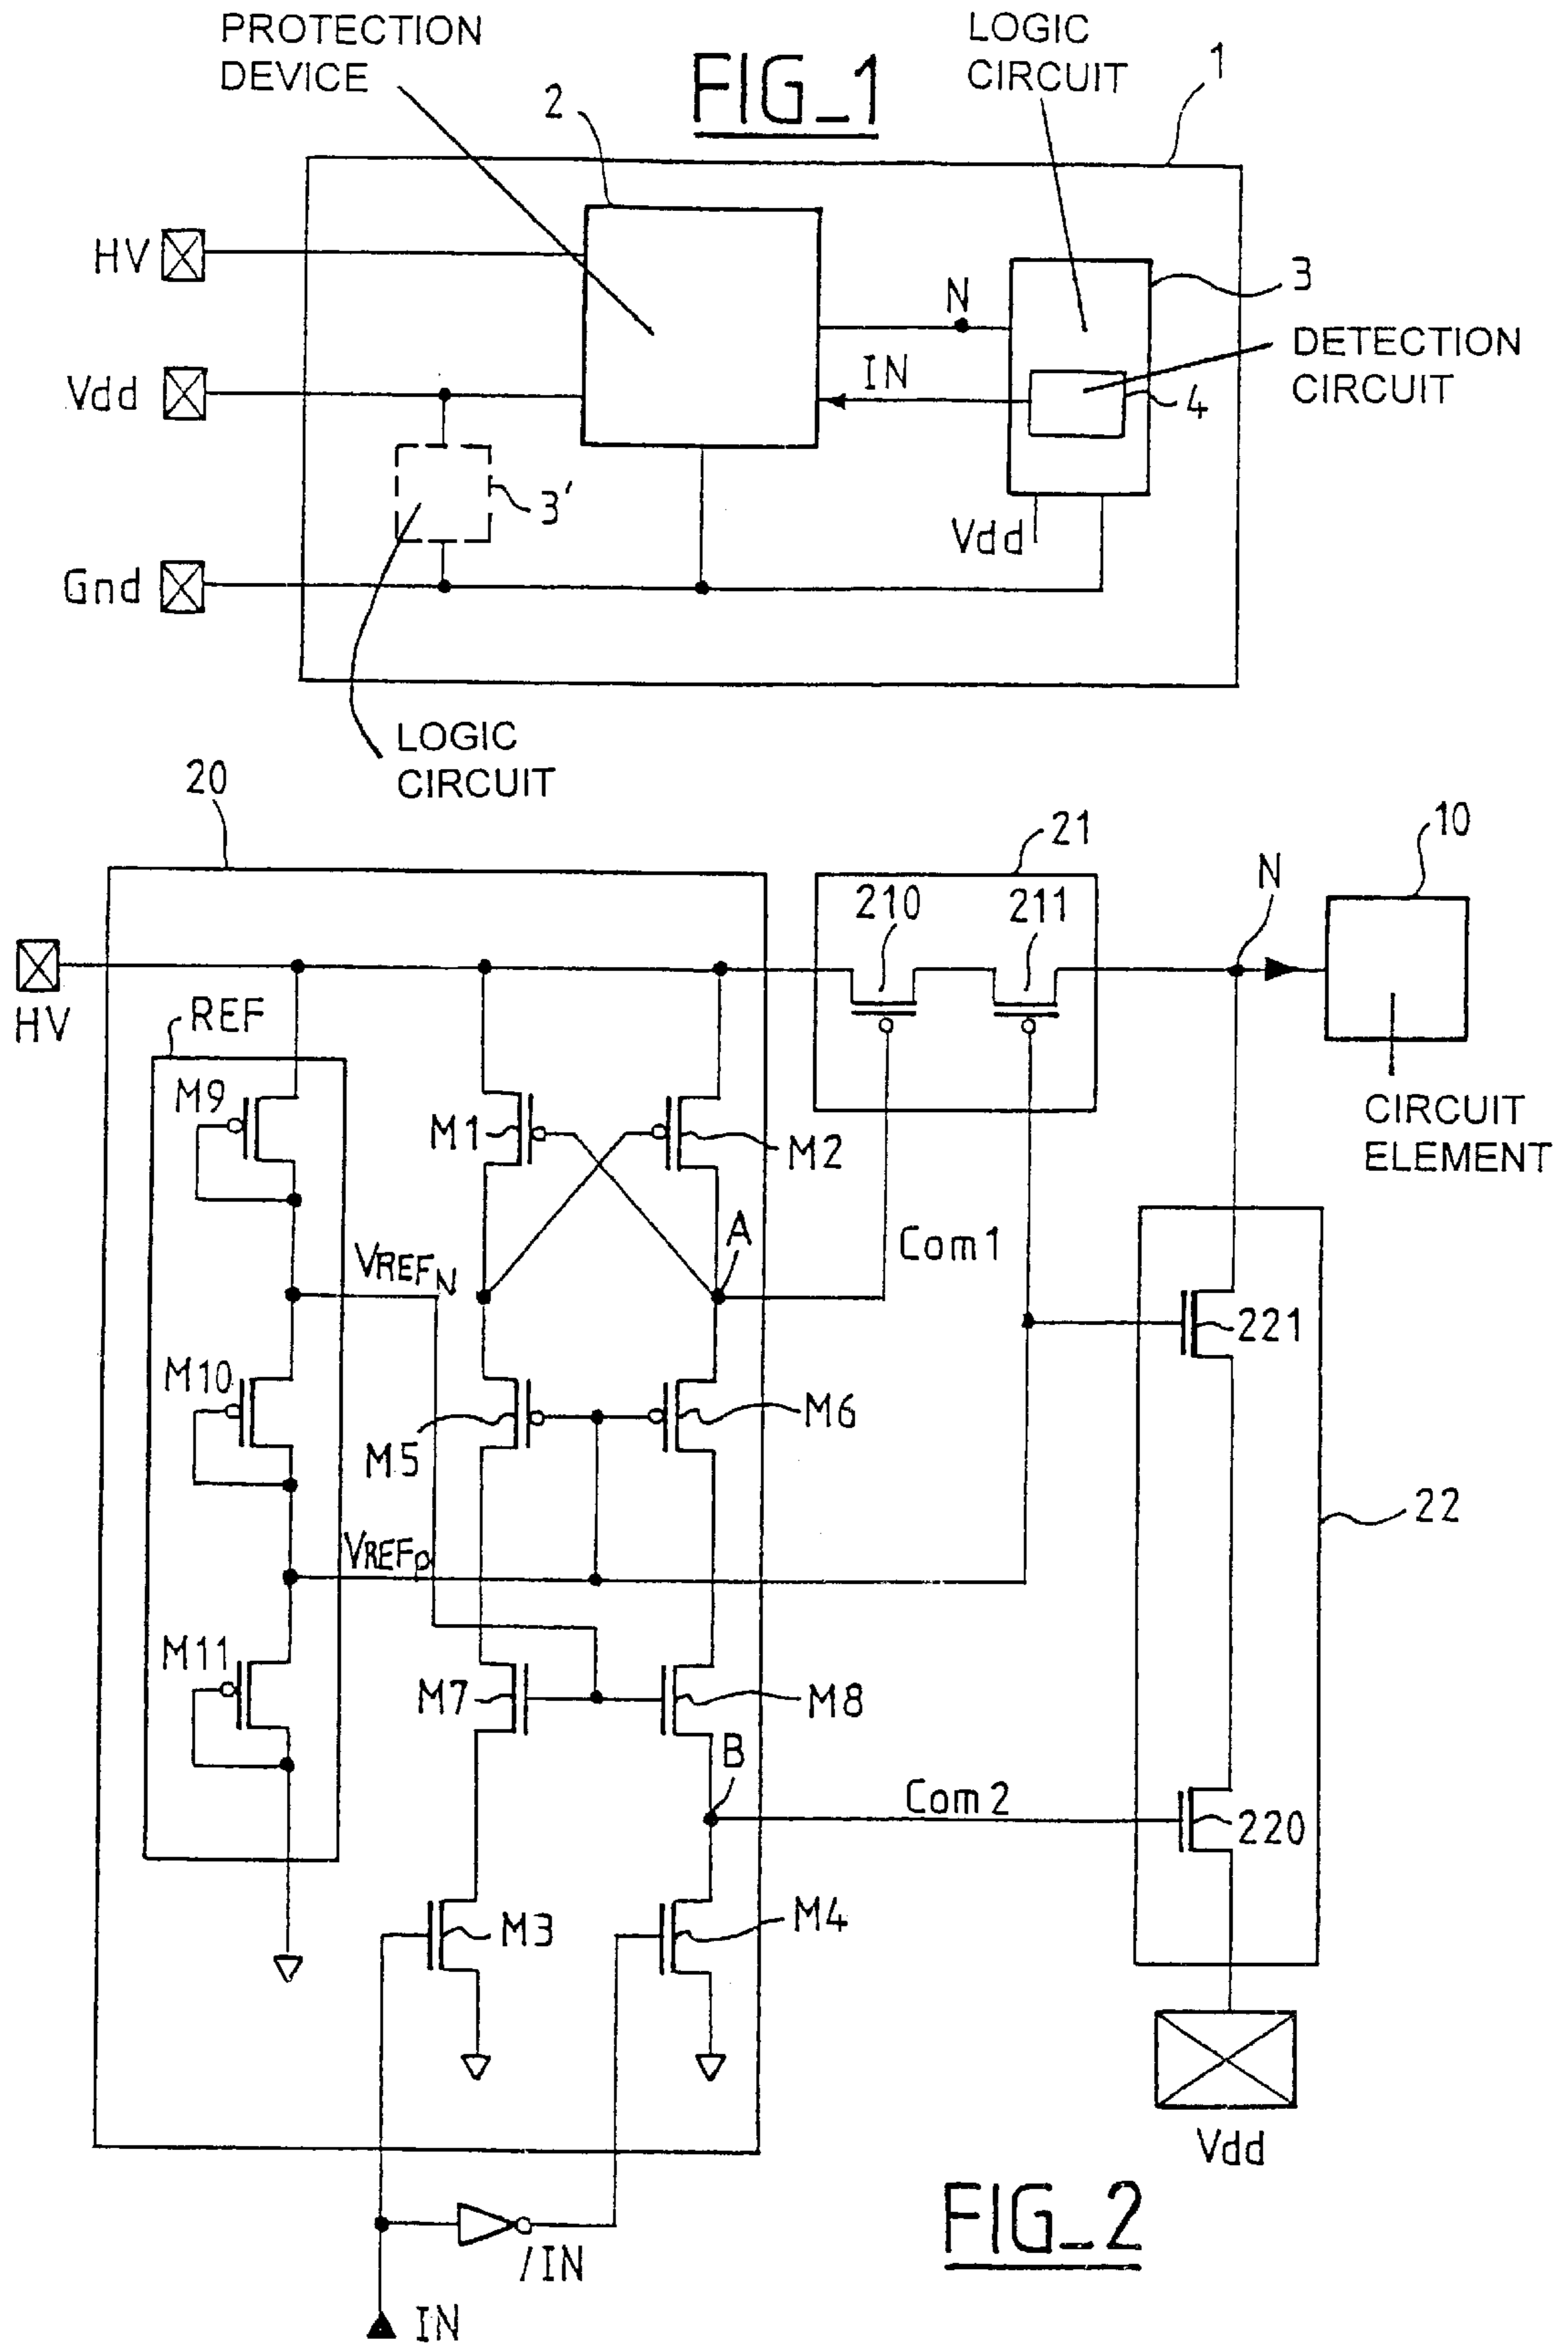 PROTECTION
DEVICE
FIG_1
LOGIC
CIRCUIT
1
2
HV
N
3
DETECTION
CIRCUIT
IN
4
Vdd
3'
Vdd
Gnd
LOGIC
CIRCUIT
20
21
10
N
210
211
HV
REF
CIRCUIT
ELEMENT
M9
M1
M2
A
Com1
VREFN
221
M10
M6
M5
22
VREFp
M11
M7
M8
B
Com2
220
M3
M4
Vdd
FIG_2
/IN
IN